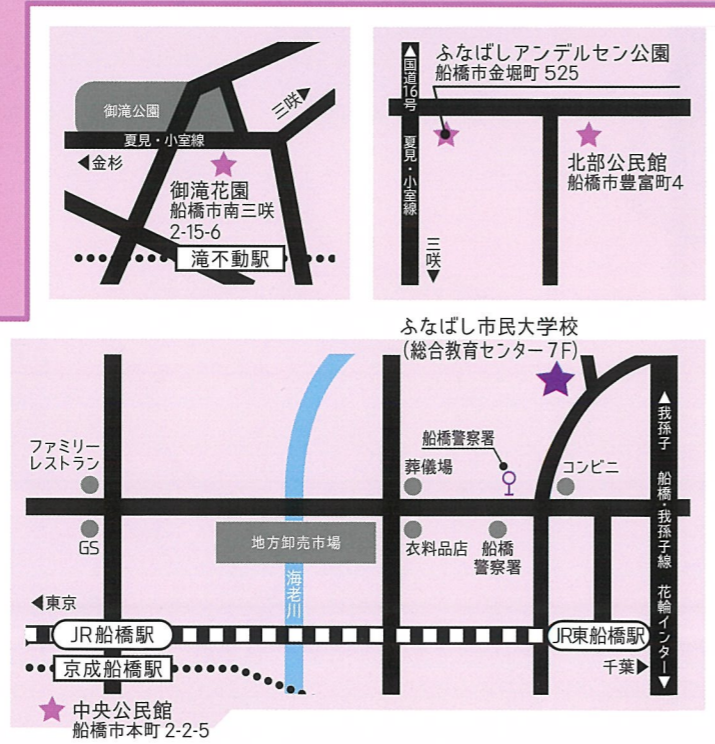 御滝公園
三咲▶
夏見・小室線
◀金杉
御滝花園
船橋市南三咲
2-15-6
滝不動駅
▲国道16号
夏見・小室線
三咲▼
ふなばしアンデルセン公園
船橋市金堀町 525
北部公民館
船橋市豊富町4
ふなばし市民大学校
(総合教育センター 7F)
ファミリー
レストラン
船橋警察署
葬儀場
コンビニ
▲我孫子
船橋・我孫子線
花輪インター▼
GS
地方卸売市場
衣料品店
船橋
警察署
海老川
◀東京
JR船橋駅
JR東船橋駅
京成船橋駅
千葉▶
中央公民館
船橋市本町 2-2-5